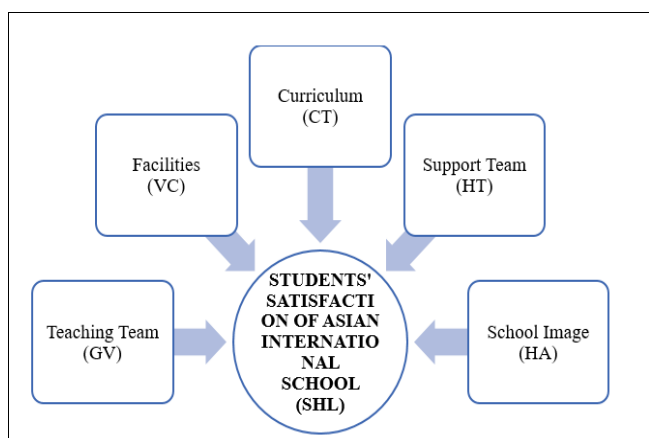 Curriculum
(CT)
Facilities
(VC)
Support Team
(HT)
Teaching Team
(GV)
STUDENTS'
SATISFACTI
ON OF ASIAN
INTERNATIO
NAL
SCHOOL
(SHL)
School Image
(HA)